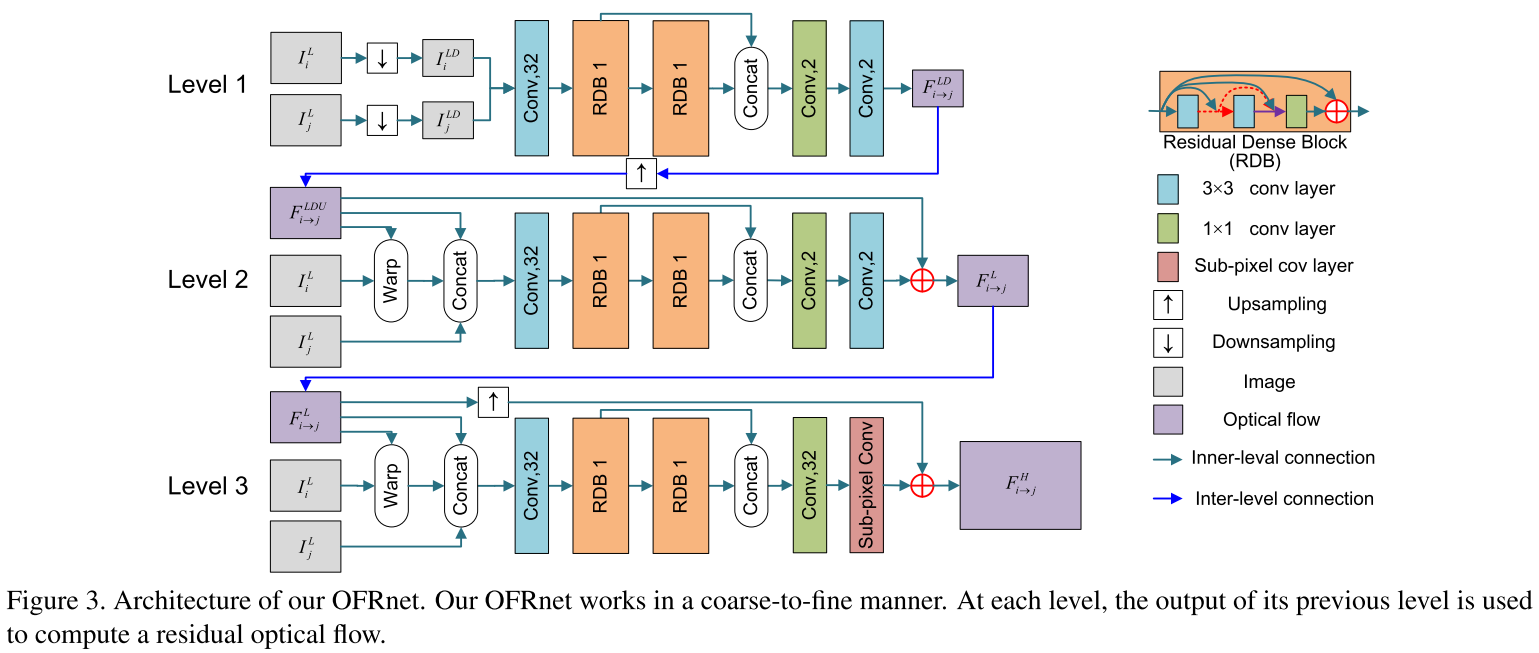 Level 1
I_i^L
↓
I_i^{LD}
I_j^L
↓
I_j^{LD}
Conv,32
RDB 1
RDB 1
Concat
Conv,2
Conv,2
F_{i→j}^{LD}
↑
Level 2
F_{i→j}^{LDU}
I_i^L
I_j^L
Warp
Concat
Conv,32
RDB 1
RDB 1
Concat
Conv,2
Conv,2
F_{i→j}^L
Level 3
F_{i→j}^L
↑
I_i^L
I_j^L
Warp
Concat
Conv,32
RDB 1
RDB 1
Concat
Conv,32
Sub-pixel Conv
F_{i→j}^H
Residual Dense Block
(RDB)
3×3 conv layer
1×1 conv layer
Sub-pixel cov layer
↑ Upsampling
↓ Downsampling
Image
Optical flow
Inner-leval connection
Inter-level connection
Figure 3. Architecture of our OFRnet. Our OFRnet works in a coarse-to-fine manner. At each level, the output of its previous level is used
to compute a residual optical flow.